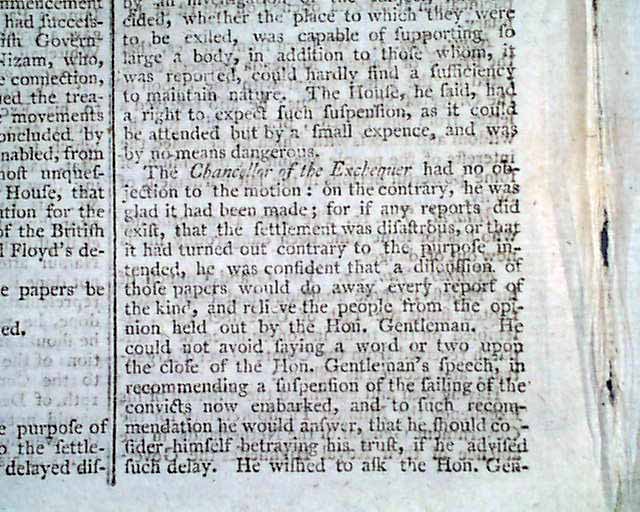 mmencement
had success-
ish Govern-
Nizam, who,
e connection,
ued the trea-
movements
oncluded by
nabled, from
most unques-
House, that
ation for the
of the British
l Floyd's de-
e papers be
ed.
e purpose of
o the settle-
delayed dis-
by an investigation of the
cided, whether the place to which they were
to be exiled, was capable of supporting so
large a body, in addition to those whom, it
was reported, could hardly find a sufficiency
to maintain nature. The House, he said, had
a right to expect such suspension, as it could
be attended but by a small expence, and was
by no means dangerous.
The Chancellor of the Exchequer had no ob-
jection to the motion: on the contrary, he was
glad it had been made; for if any reports did
exist, that the settlement was disastrous, or that
it had turned out contrary to the purpose in-
tended, he was confident that a discussion of
those papers would do away every report of
the kind, and relieve the people from the opi-
nion held out by the Hon. Gentleman. He
could not avoid saying a word or two upon
the close of the Hon. Gentleman's speech, in
recommending a suspension of the sailing of the
convicts now embarked, and to such recom-
mendation he would answer, that he should co -
sider himself betraying his trust, if he advised
such delay. He wished to ask the Hon. Gen-